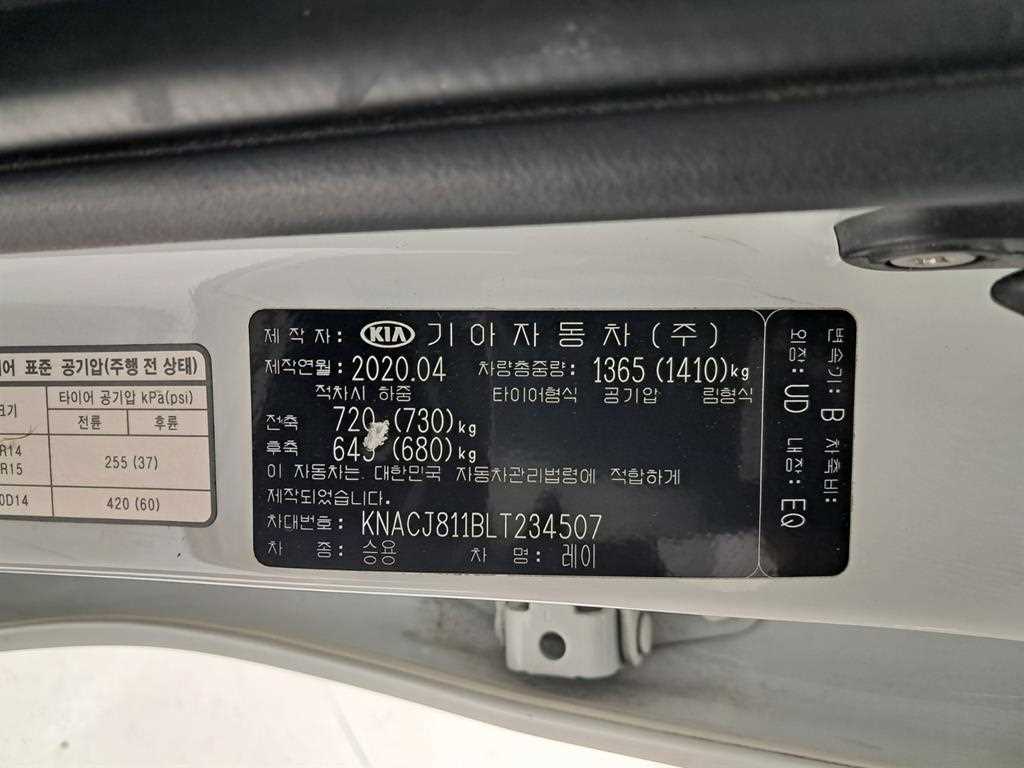 어 표준 공기압(주행 전 상태)
크기 타이어 공기압 kPa(psi)
전륜 후륜
R14
R15 255 (37)
0D14 420 (60)
제 작 자: KIA 기아자동차(주)
제작연월: 2020.04 차량총중량: 1365 (1410)kg
적차시 하중 타이어형식 공기압 림형식
전축 720 (730)kg
후축 645 (680)kg
이 자동차는 대한민국 자동차관리법령에 적합하게
제작되었습니다.
차대번호: KNACJ811BLT234507
차 종: 승용 차 명: 레이
변속기: B 차축비:
외장: UD 내장: EQ